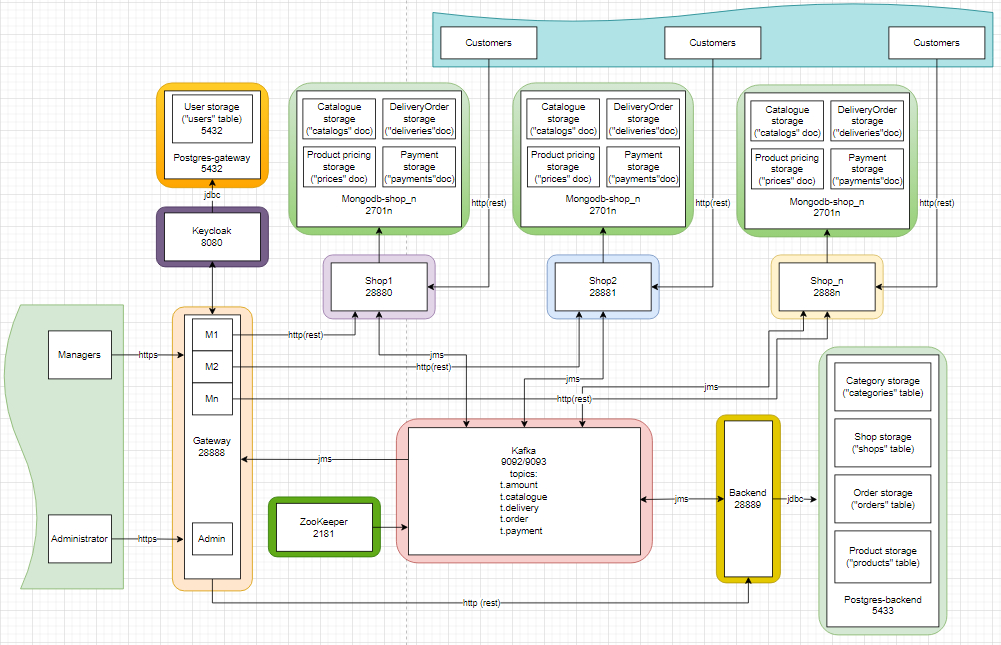 Customers
Customers
Customers
User storage
("users" table)
5432
Postgres-gateway
5432
Catalogue
storage
("catalogs" doc)
DeliveryOrder
storage
("deliveries"doc)
Product pricing
storage
("prices" doc)
Payment
storage
("payments"doc)
Mongodb-shop_n
2701n
Catalogue
storage
("catalogs" doc)
DeliveryOrder
storage
("deliveries"doc)
Product pricing
storage
("prices" doc)
Payment
storage
("payments"doc)
Mongodb-shop_n
2701n
Catalogue
storage
("catalogs" doc)
DeliveryOrder
storage
("deliveries"doc)
Product pricing
storage
("prices" doc)
Payment
storage
("payments"doc)
Mongodb-shop_n
2701n
jdbc
http(rest)
http(rest)
http(rest)
Keycloak
8080
Shop1
28880
Shop2
28881
Shop_n
2888n
Managers
https
M1
M2
Mn
http(rest)
http(rest)
http(rest)
jms
jms
jms
Gateway
28888
jms
Administrator
https
Admin
ZooKeeper
2181
Kafka
9092/9093
topics:
t.amount
t.catalogue
t.delivery
t.order
t.payment
jms
Backend
28889
jdbc
Category storage
("categories" table)
Shop storage
("shops" table)
Order storage
("orders" table)
Product storage
("products" table)
Postgres-backend
5433
http (rest)